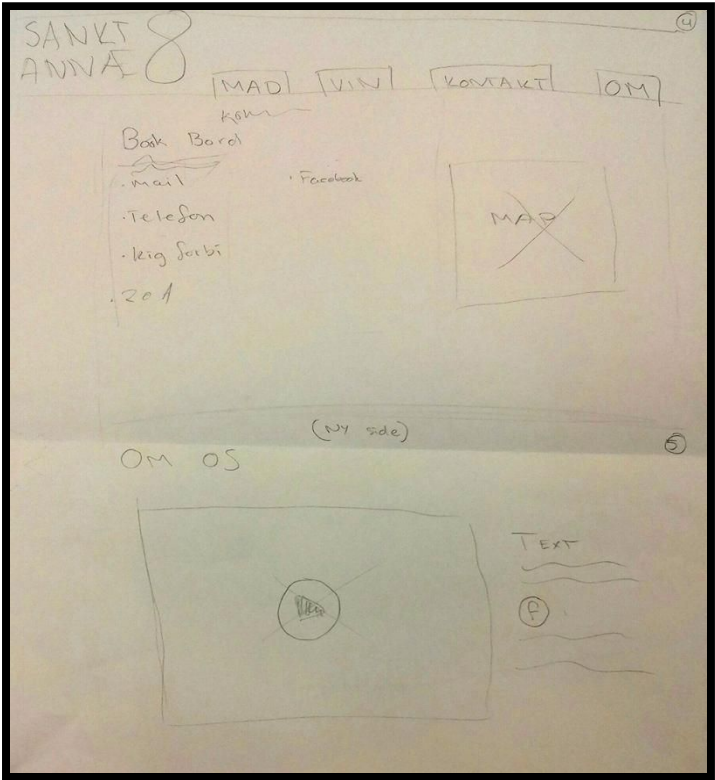 SANKT 8
ANNÆ
4
MAD VIN KONTAKT OM
Book Bord
· mail
· Facebook
· Telefon
· kig forbi
MAP
(NY side)
5
OM OS
TEXT
f